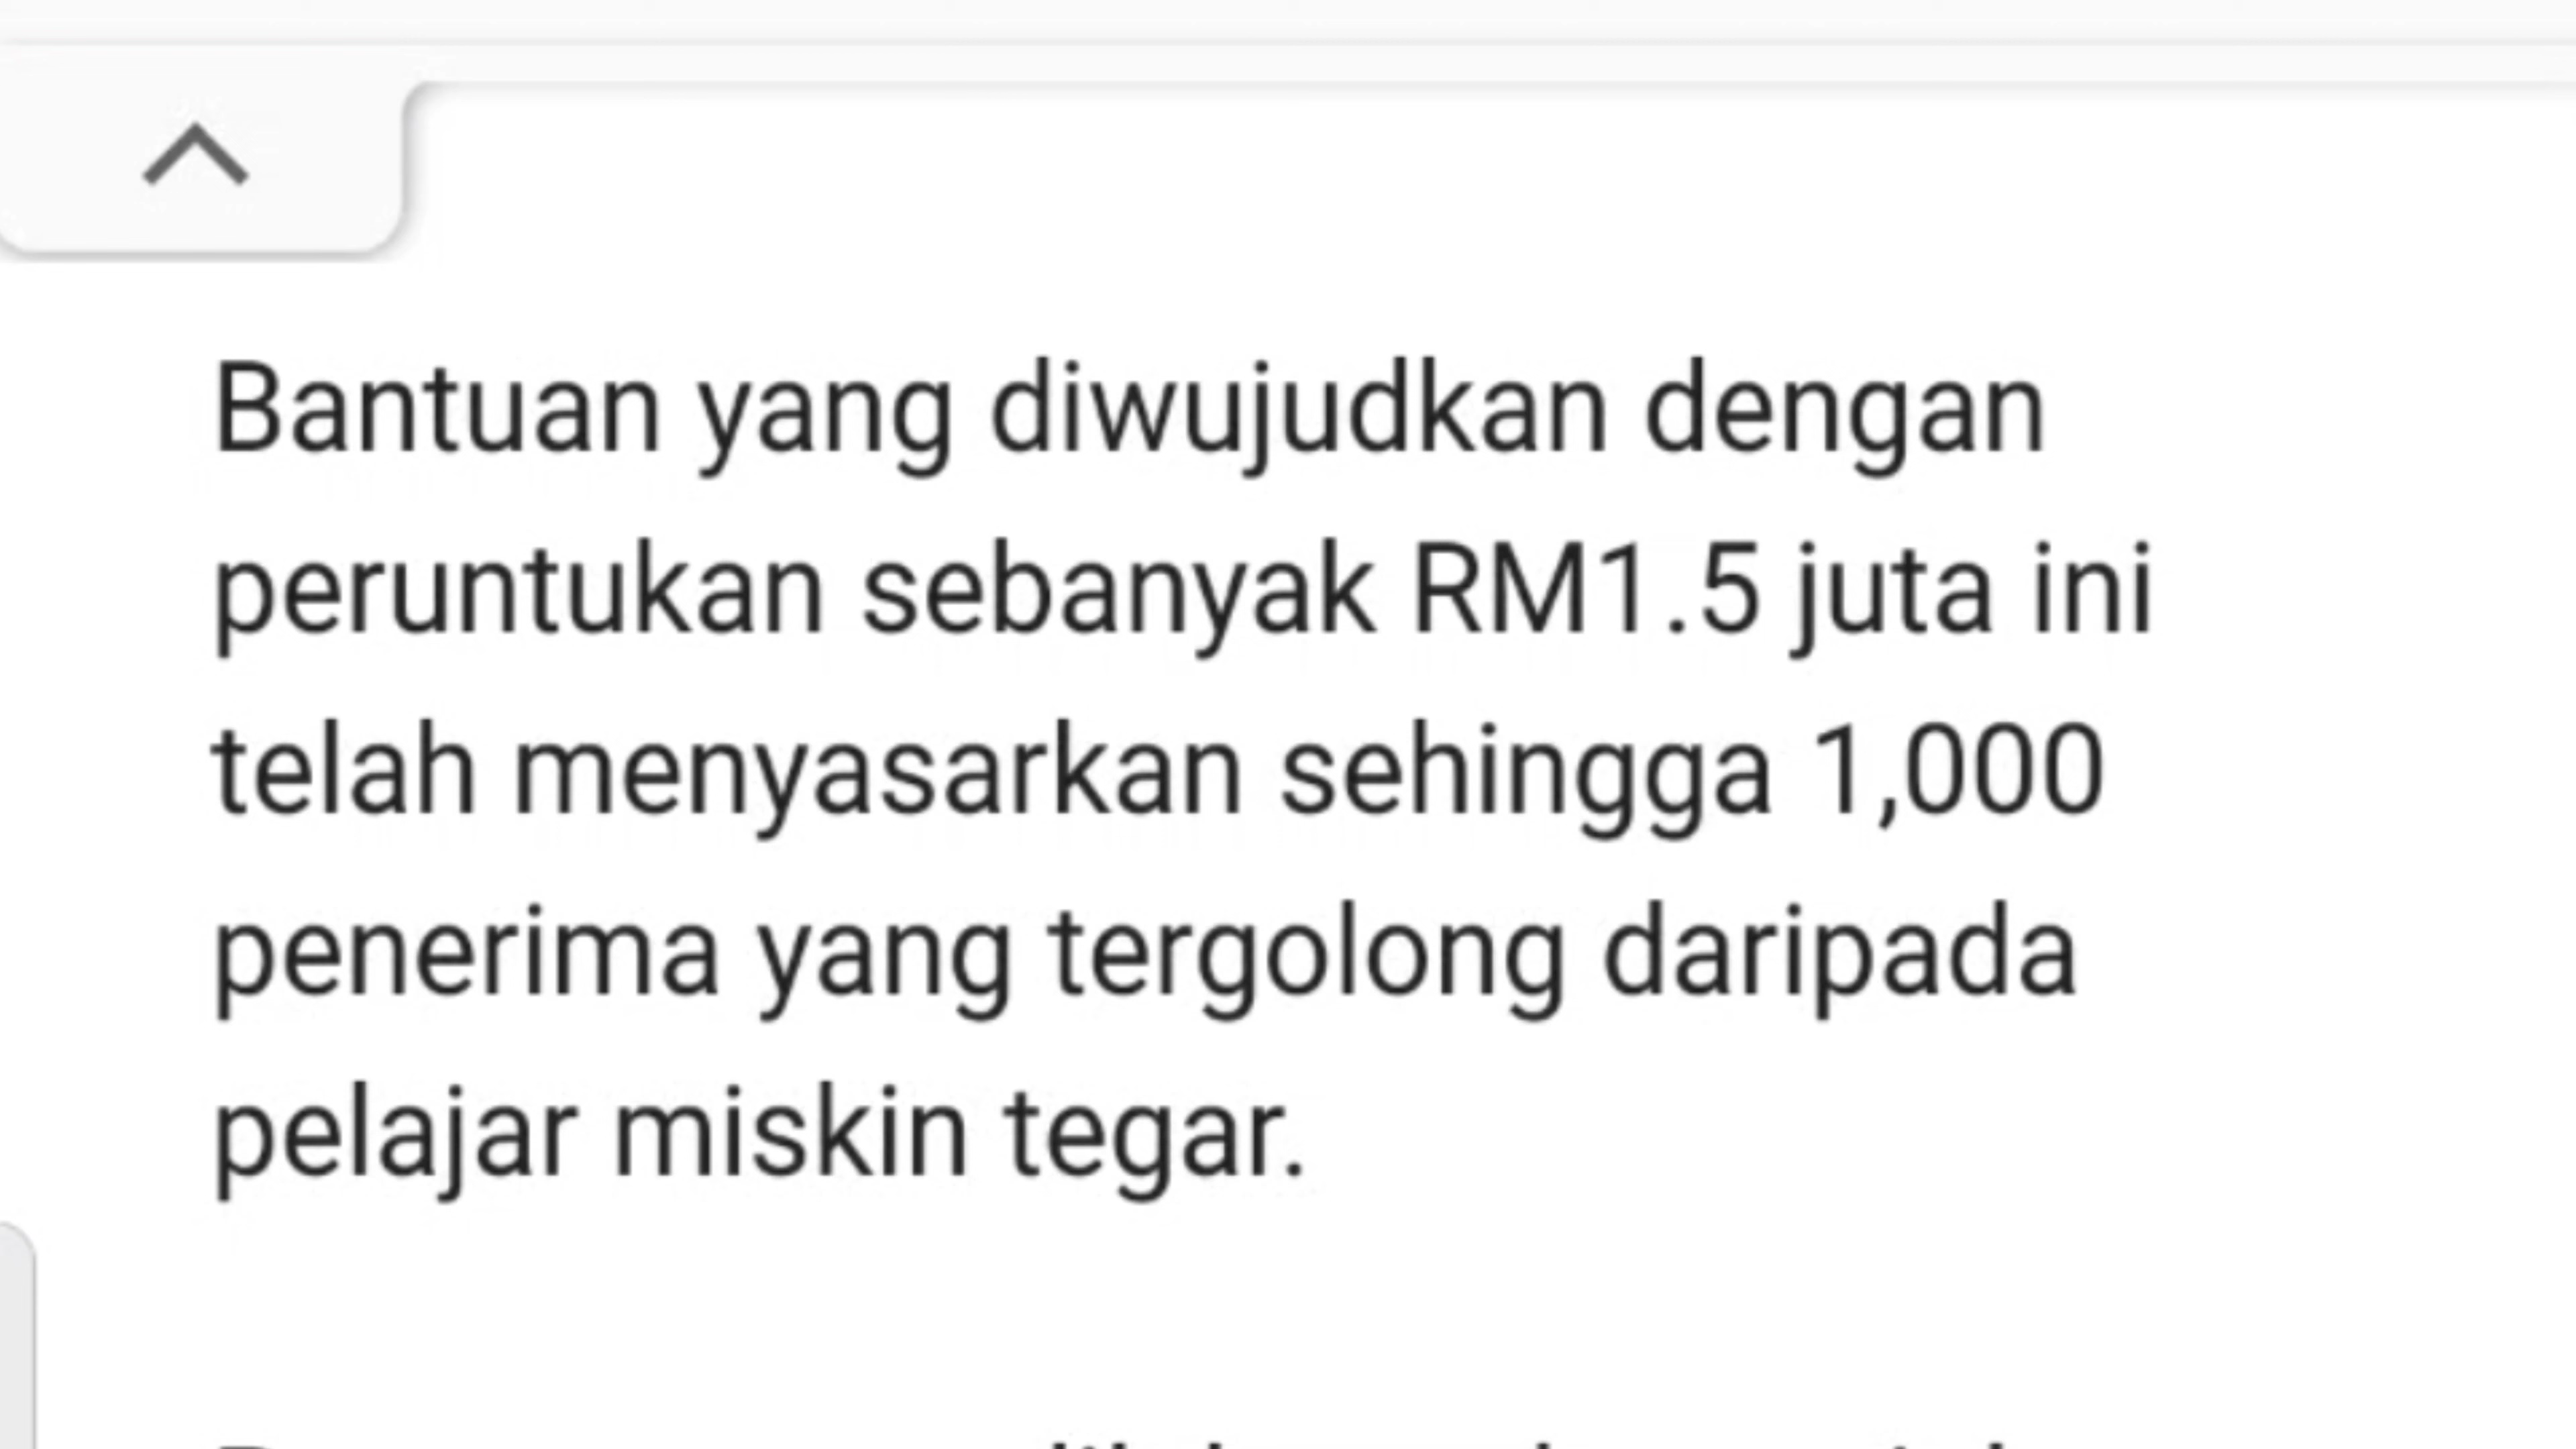 Bantuan yang diwujudkan dengan
peruntukan sebanyak RM1.5 juta ini
telah menyasarkan sehingga 1,000
penerima yang tergolong daripada
pelajar miskin tegar.